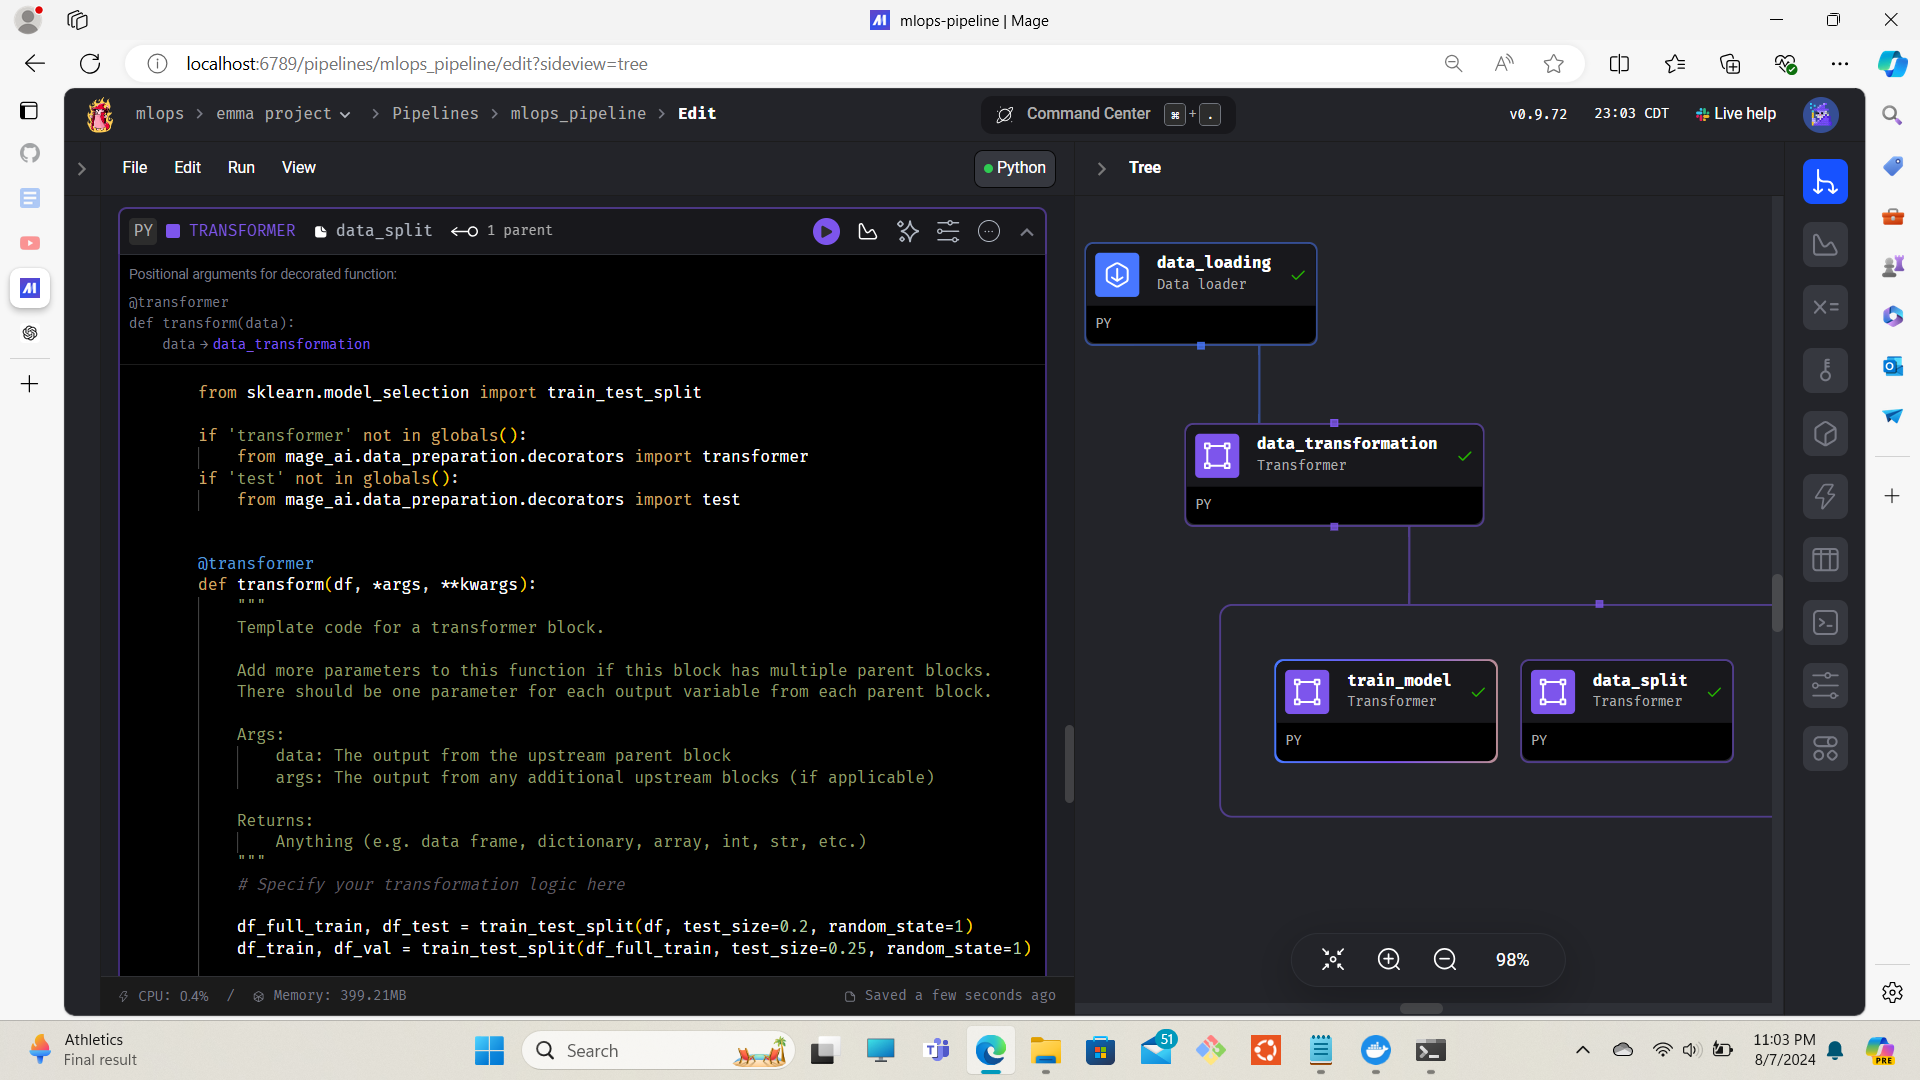 mlops-pipeline | Mage
localhost:6789/pipelines/mlops_pipeline/edit?sideview=tree
mlops > emma project > Pipelines > mlops_pipeline > Edit
Command Center ⌘ + .
v0.9.72 23:03 CDT Live help
File Edit Run View
Python
Tree
PY TRANSFORMER data_split 1 parent
Positional arguments for decorated function:
@transformer
def transform(data):
data → data_transformation
from sklearn.model_selection import train_test_split
if 'transformer' not in globals():
from mage_ai.data_preparation.decorators import transformer
if 'test' not in globals():
from mage_ai.data_preparation.decorators import test
@transformer
def transform(df, *args, **kwargs):
"""
Template code for a transformer block.
Add more parameters to this function if this block has multiple parent blocks.
There should be one parameter for each output variable from each parent block.
Args:
data: The output from the upstream parent block
args: The output from any additional upstream blocks (if applicable)
Returns:
Anything (e.g. data frame, dictionary, array, int, str, etc.)
"""
# Specify your transformation logic here
df_full_train, df_test = train_test_split(df, test_size=0.2, random_state=1)
df_train, df_val = train_test_split(df_full_train, test_size=0.25, random_state=1)
CPU: 0.4% / Memory: 399.21MB
Saved a few seconds ago
data_loading
Data loader
PY
data_transformation
Transformer
PY
train_model
Transformer
PY
data_split
Transformer
PY
98%
Athletics
Final result
Search
51
11:03 PM
8/7/2024
PRE